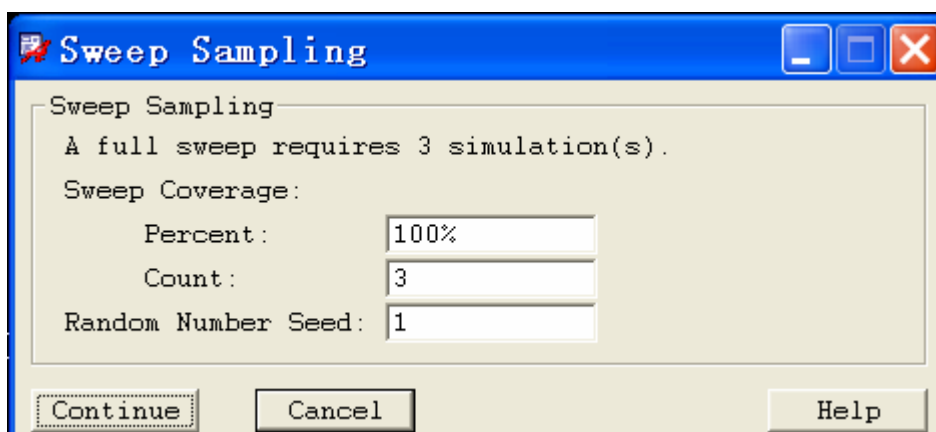 Sweep Sampling
Sweep Sampling
A full sweep requires 3 simulation(s).
Sweep Coverage:
Percent: 100%
Count: 3
Random Number Seed: 1
Continue Cancel Help